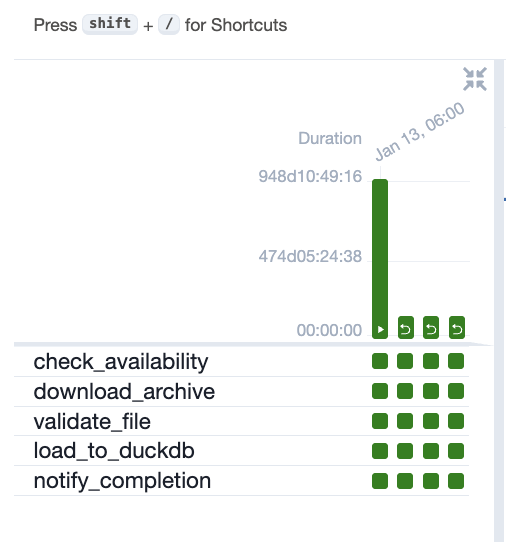 Press shift + / for Shortcuts
Jan 13, 06:00
Duration
948d10:49:16
474d05:24:38
00:00:00
check_availability
download_archive
validate_file
load_to_duckdb
notify_completion